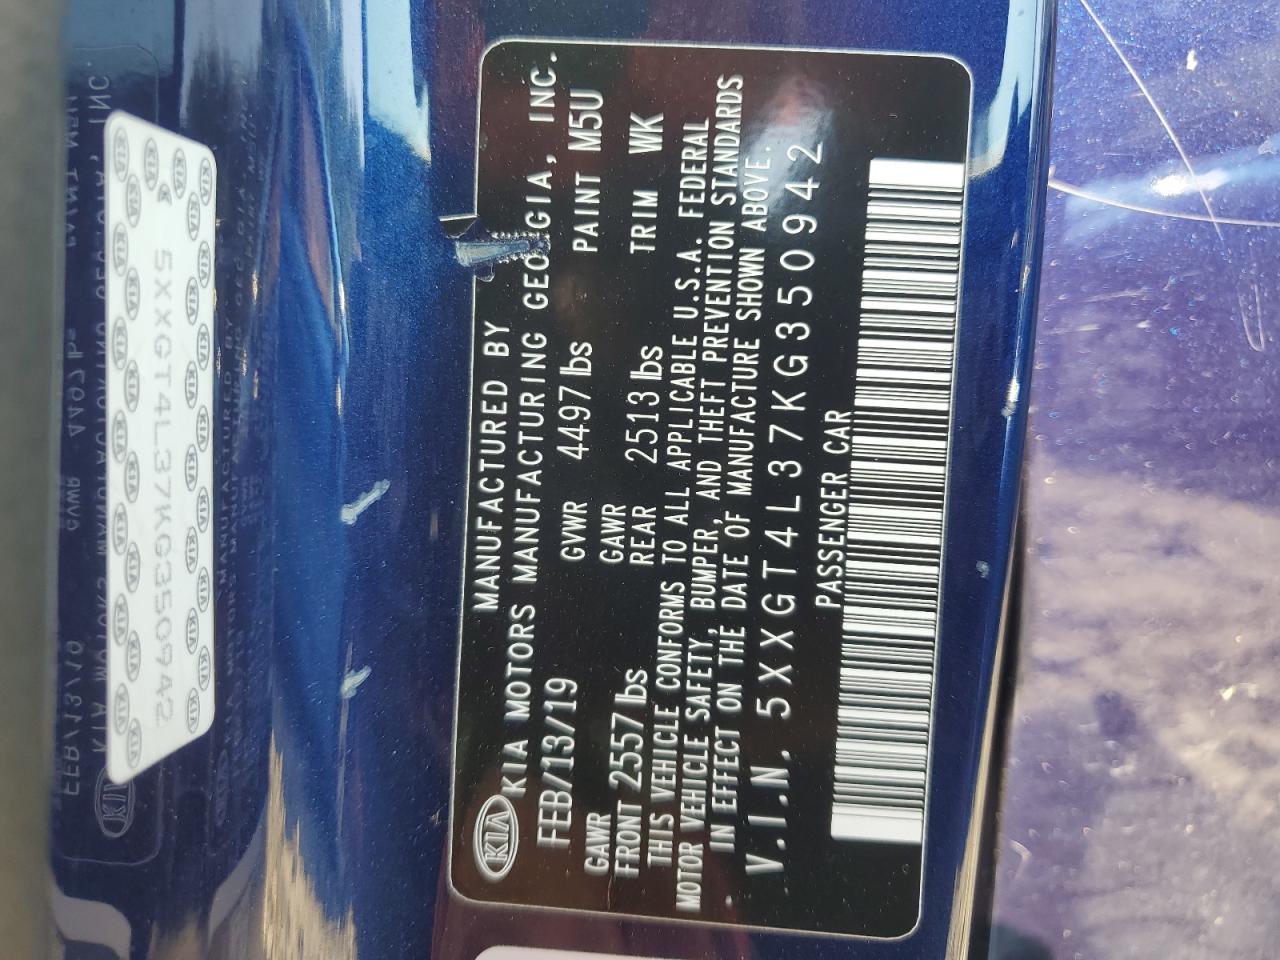 KIA
MANUFACTURED BY
KIA MOTORS MANUFACTURING GEORGIA, INC.
FEB/13/19 GVWR 4497 lbs PAINT M5U
GAWR FRONT 2557 lbs GAWR REAR 2513 lbs TRIM WK
THIS VEHICLE CONFORMS TO ALL APPLICABLE U.S.A. FEDERAL
MOTOR VEHICLE SAFETY, BUMPER, AND THEFT PREVENTION STANDARDS
IN EFFECT ON THE DATE OF MANUFACTURE SHOWN ABOVE.
V.I.N. 5XXGT4L37KG350942
PASSENGER CAR
5XXGT4L37KG350942